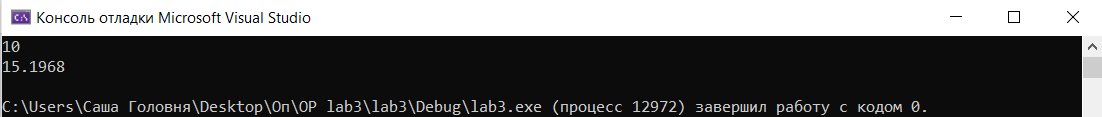 Консоль отладки Microsoft Visual Studio
10
15.1968
C:\Users\Саша Головня\Desktop\Оп\ОР lab3\lab3\Debug\lab3.exe (процесс 12972) завершил работу с кодом 0.